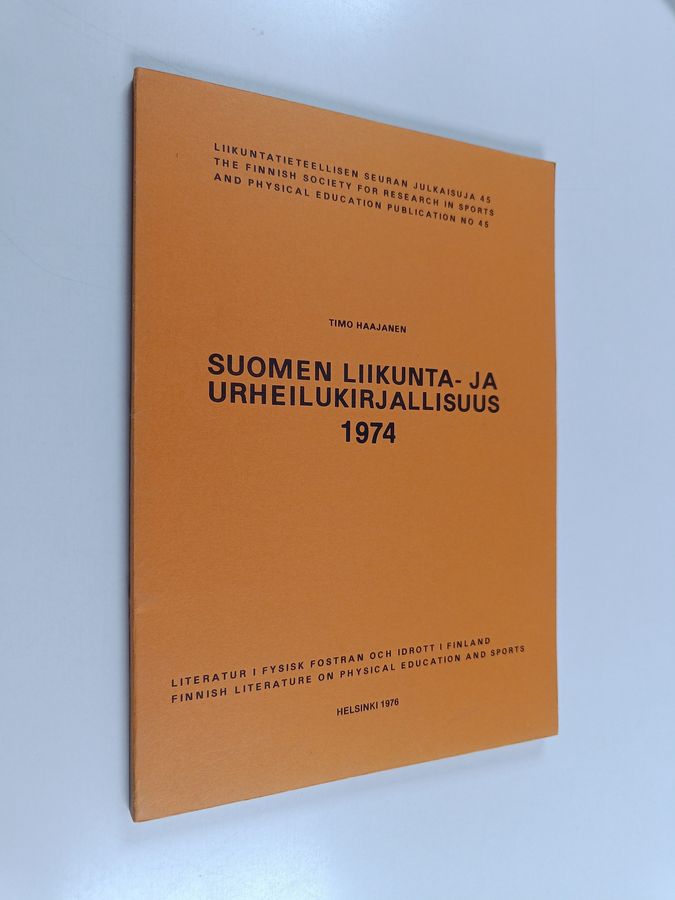 LIIKUNTATIETEELLISEN SEURAN JULKAISUJA 45
THE FINNISH SOCIETY FOR RESEARCH IN SPORTS
AND PHYSICAL EDUCATION PUBLICATION NO 45
TIMO HAAJANEN
SUOMEN LIIKUNTA- JA
URHEILUKIRJALLISUUS
1974
LITERATUR I FYSISK FOSTRAN OCH IDROTT I FINLAND
FINNISH LITERATURE ON PHYSICAL EDUCATION AND SPORTS
HELSINKI 1976